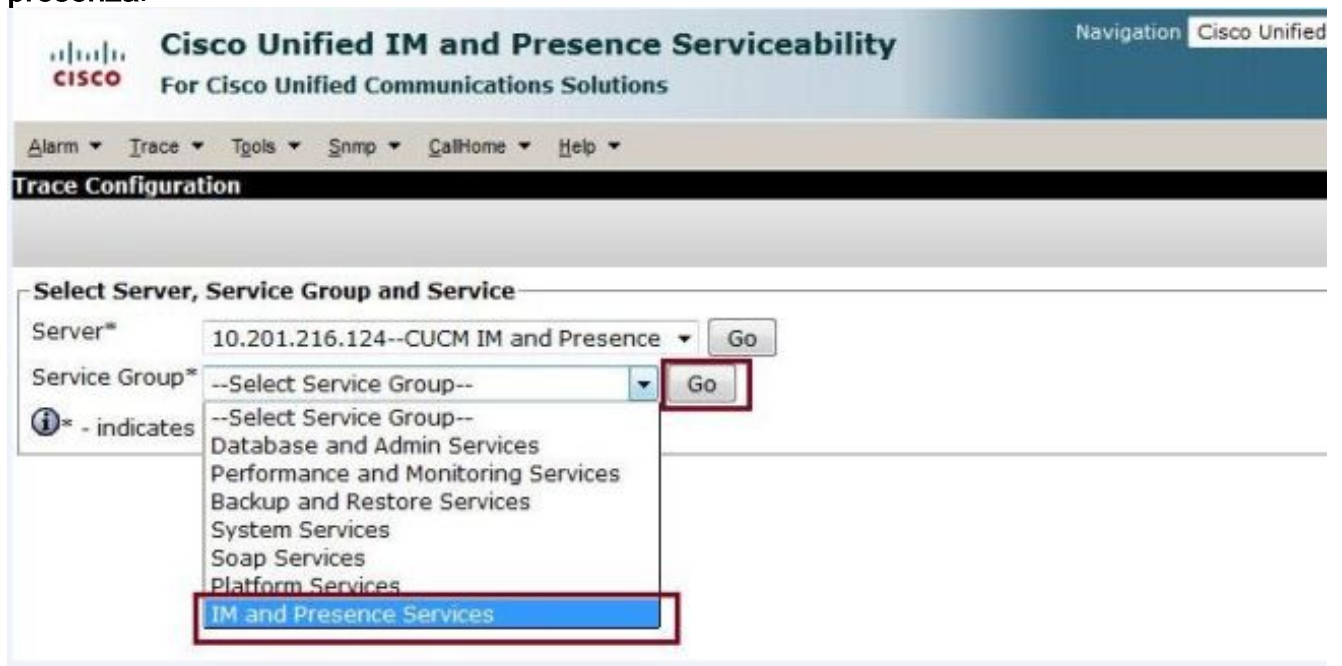 presenza.
Cisco Unified IM and Presence Serviceability
Navigation Cisco Unified
CISCO
For Cisco Unified Communications Solutions
Alarm Trace Tools Snmp CallHome Help
Trace Configuration
Select Server, Service Group and Service
Server* 10.201.216.124--CUCM IM and Presence Go
Service Group* --Select Service Group-- Go
* - indicates
--Select Service Group--
Database and Admin Services
Performance and Monitoring Services
Backup and Restore Services
System Services
Soap Services
Platform Services
IM and Presence Services